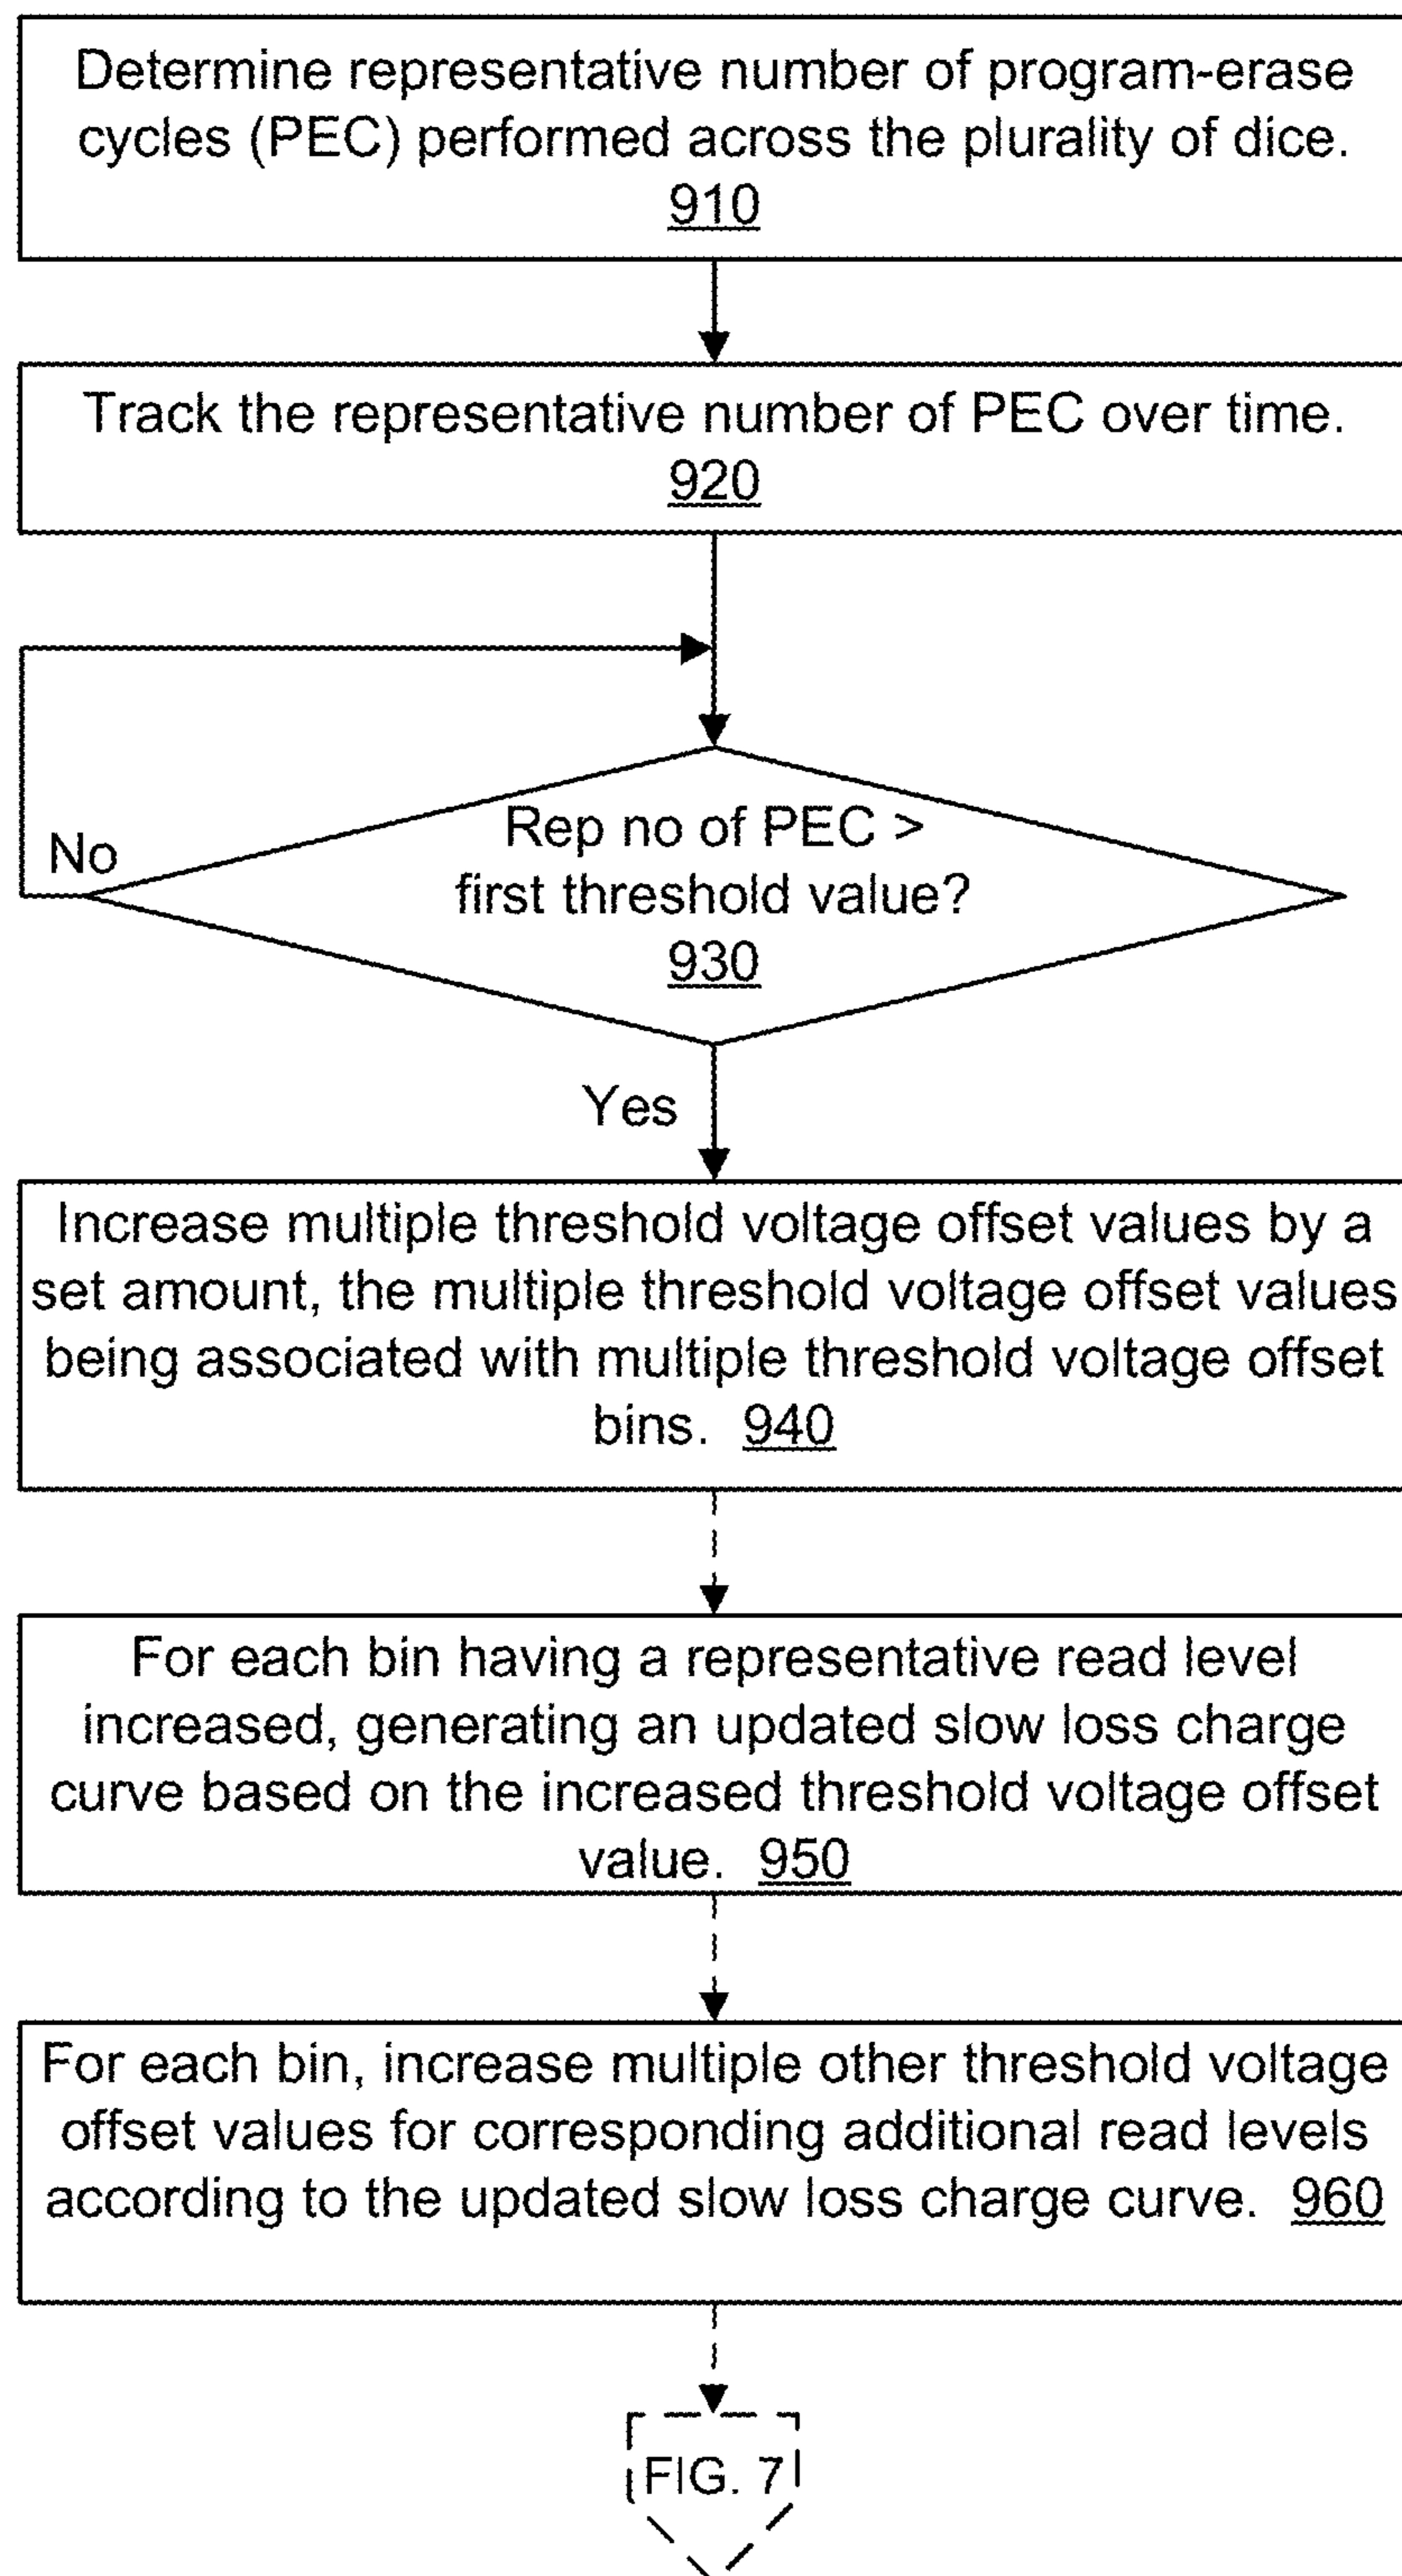 Determine representative number of program-erase
cycles (PEC) performed across the plurality of dice.
910
Track the representative number of PEC over time.
920
No
Rep no of PEC >
first threshold value?
930
Yes
Increase multiple threshold voltage offset values by a
set amount, the multiple threshold voltage offset values
being associated with multiple threshold voltage offset
bins. 940
For each bin having a representative read level
increased, generating an updated slow loss charge
curve based on the increased threshold voltage offset
value. 950
For each bin, increase multiple other threshold voltage
offset values for corresponding additional read levels
according to the updated slow loss charge curve. 960
FIG. 7